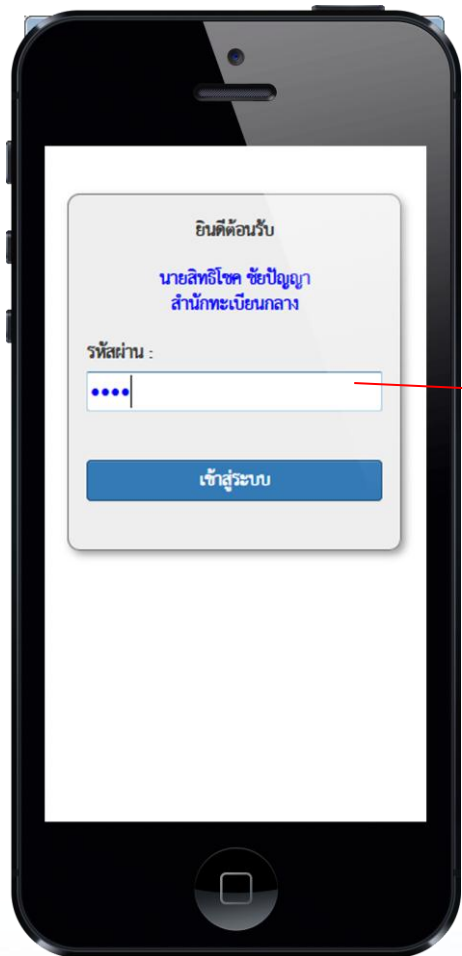 ยินดีต้อนรับ
นายสิทธิโชค ชัยปัญญา
สำนักทะเบียนกลาง
รหัสผ่าน :
••••
เข้าสู่ระบบ